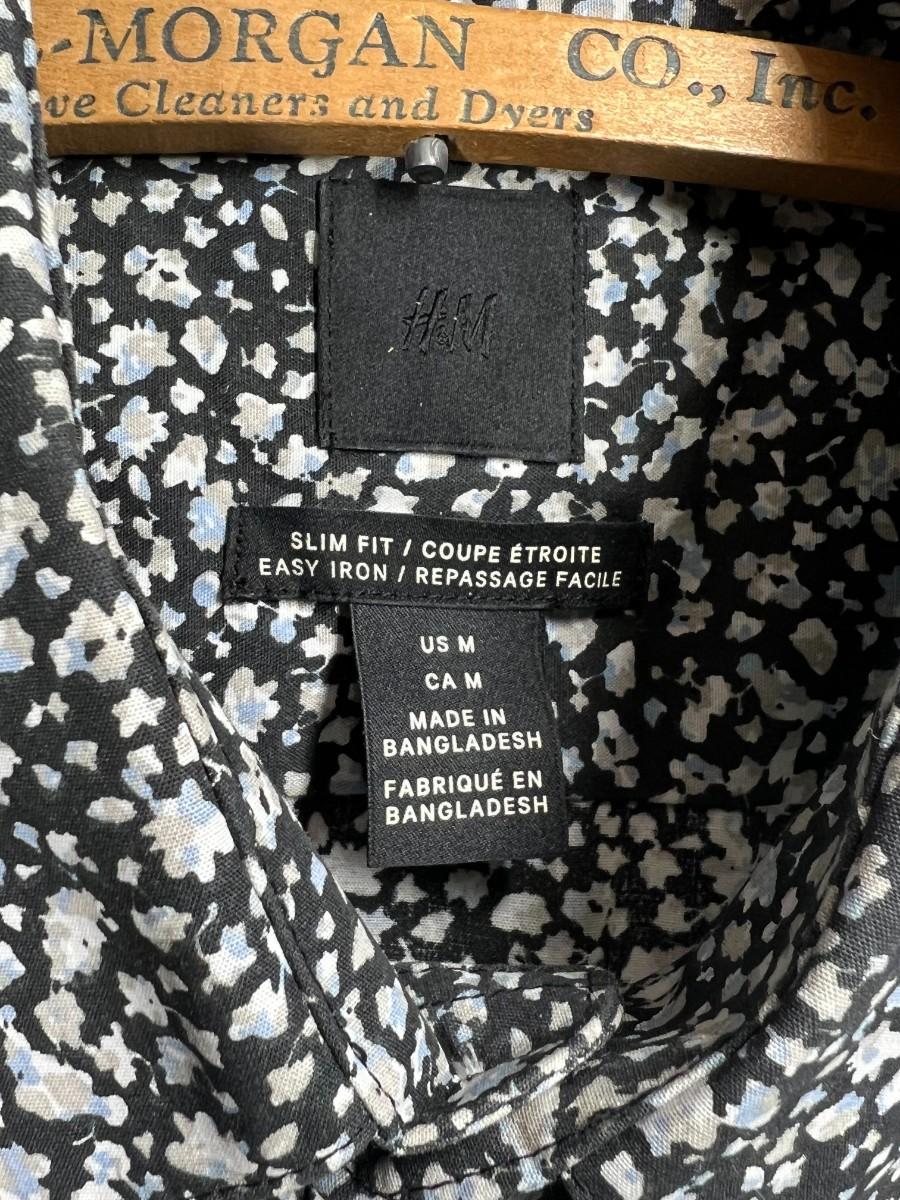 -MORGAN CO., Inc.
ve Cleaners and Dyers
H&M
SLIM FIT / COUPE ÉTROITE
EASY IRON / REPASSAGE FACILE
US M
CA M
MADE IN
BANGLADESH
FABRIQUÉ EN
BANGLADESH